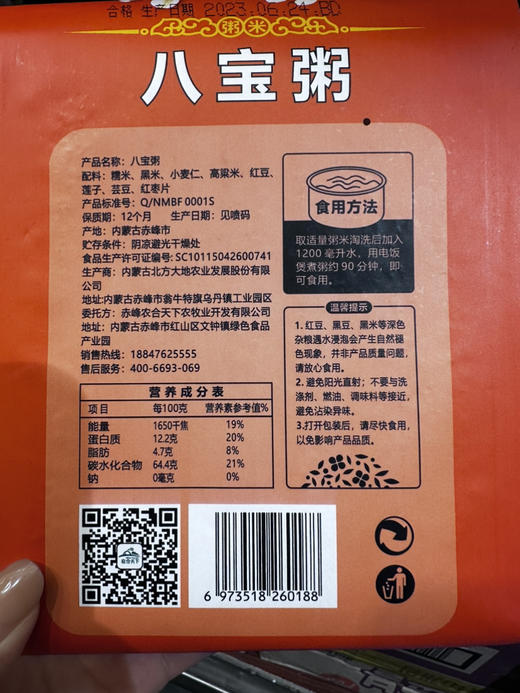 合格 生产日期 2023.06.24.BD
粥米
八宝粥
产品名称: 八宝粥
配料: 糯米、黑米、小麦仁、高粱米、红豆、
莲子、芸豆、红枣片
产品标准号: Q/NMBF 0001S
保质期: 12个月 生产日期: 见喷码
产地: 内蒙古赤峰市
贮存条件: 阴凉避光干燥处
食品生产许可证编号: SC10115042600741
生产商: 内蒙古北方大地农业发展股份有限公司
地址:内蒙古赤峰市翁牛特旗乌丹镇工业园区
委托方: 赤峰农合天下农牧业开发有限公司
地址: 内蒙古赤峰市红山区文钟镇绿色食品
产业园
销售热线: 18847625555
售后服务: 400-6693-069
营养成分表
项目 每100克 营养素参考值%
能量 1650千焦 19%
蛋白质 12.2克 20%
脂肪 4.7克 8%
碳水化合物 64.4克 21%
钠 0毫克 0%
食用方法
取适量粥米淘洗后加入
1200毫升水，用电饭
煲煮粥约90分钟，即
可食用。
温馨提示
1.红豆、黑豆、黑米等深色
杂粮遇水浸泡会产生自然褪
色现象，并非产品质量问题，
请放心食用。
2.避免阳光直射；不要与洗
涤剂、燃油、调味料等接近，
避免沾染异味。
3.打开包装后，请尽快食用，
以免影响产品品质。
6 973518 260188